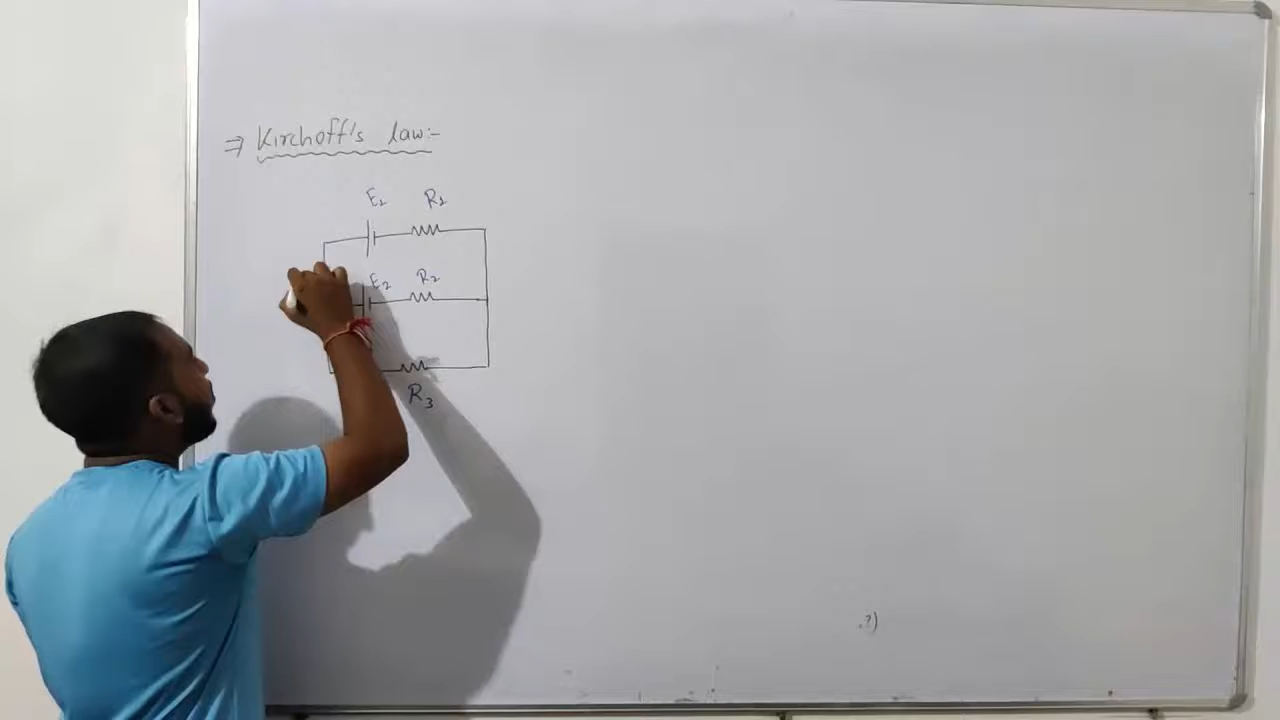 ⇒ Kirchoff's law:-
E₁ R₁
E₂ R₂
R₃
.?)